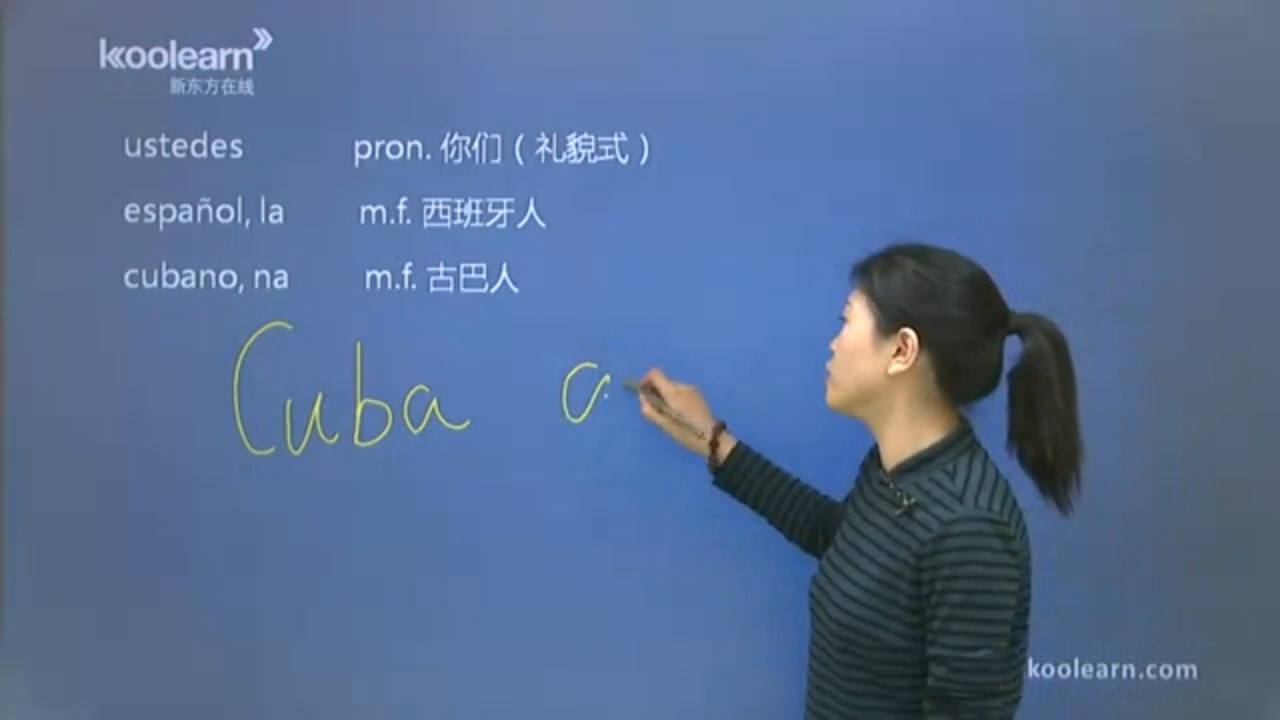 koolearn
新东方在线
ustedes pron. 你们（礼貌式）
español, la m.f. 西班牙人
cubano, na m.f. 古巴人
Cuba
koolearn.com